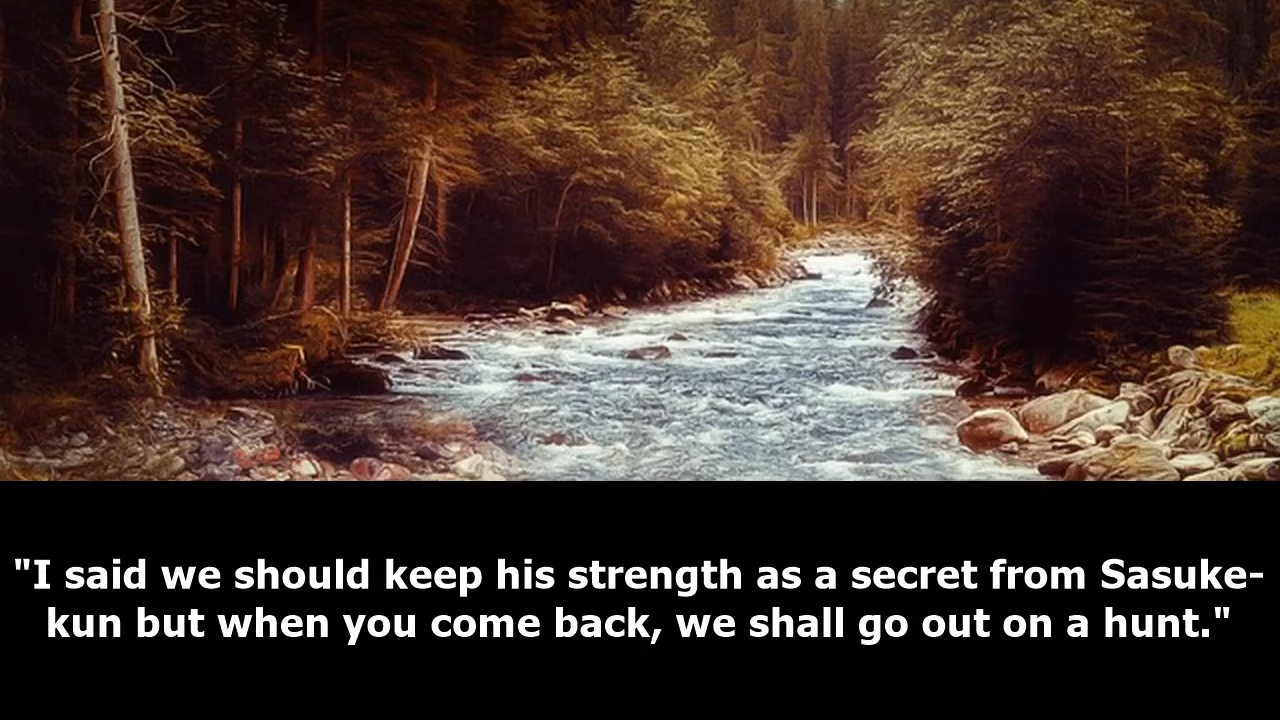 "I said we should keep his strength as a secret from Sasuke-
kun but when you come back, we shall go out on a hunt."